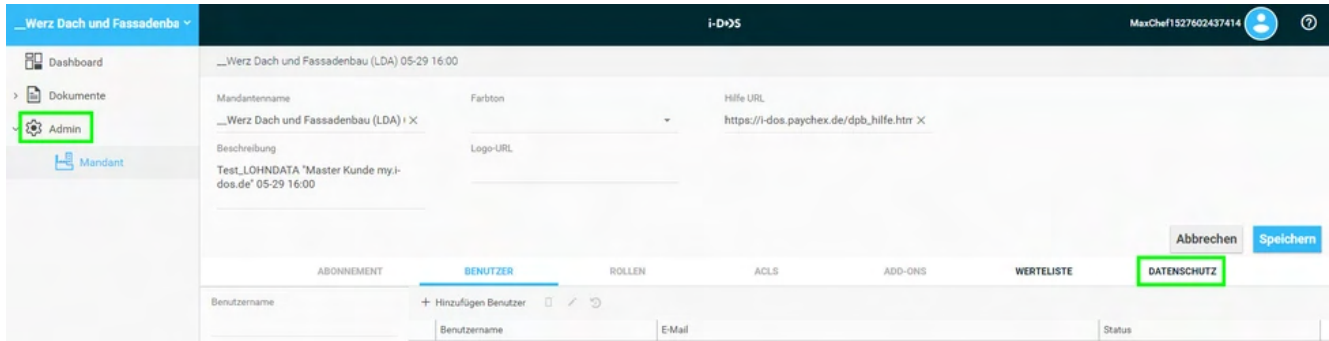 __Werz Dach und Fassadenba
i-DOS
MaxChef1527602437414
Dashboard
Dokumente
Admin
Mandant
__Werz Dach und Fassadenbau (LDA) 05-29 16:00
Mandantenname
Farbton
Hilfe URL
__Werz Dach und Fassadenbau (LDA)
https://i-dos.paychex.de/dpb_hilfe.htm
Beschreibung
Logo-URL
Test_LOHNDATA "Master Kunde my.i-
dos.de" 05-29 16:00
Abbrechen Speichern
ABONNEMENT BENUTZER ROLLEN ACLS ADD-ONS WERTELISTE DATENSCHUTZ
Benutzername
+ Hinzufügen Benutzer
Benutzername E-Mail Status